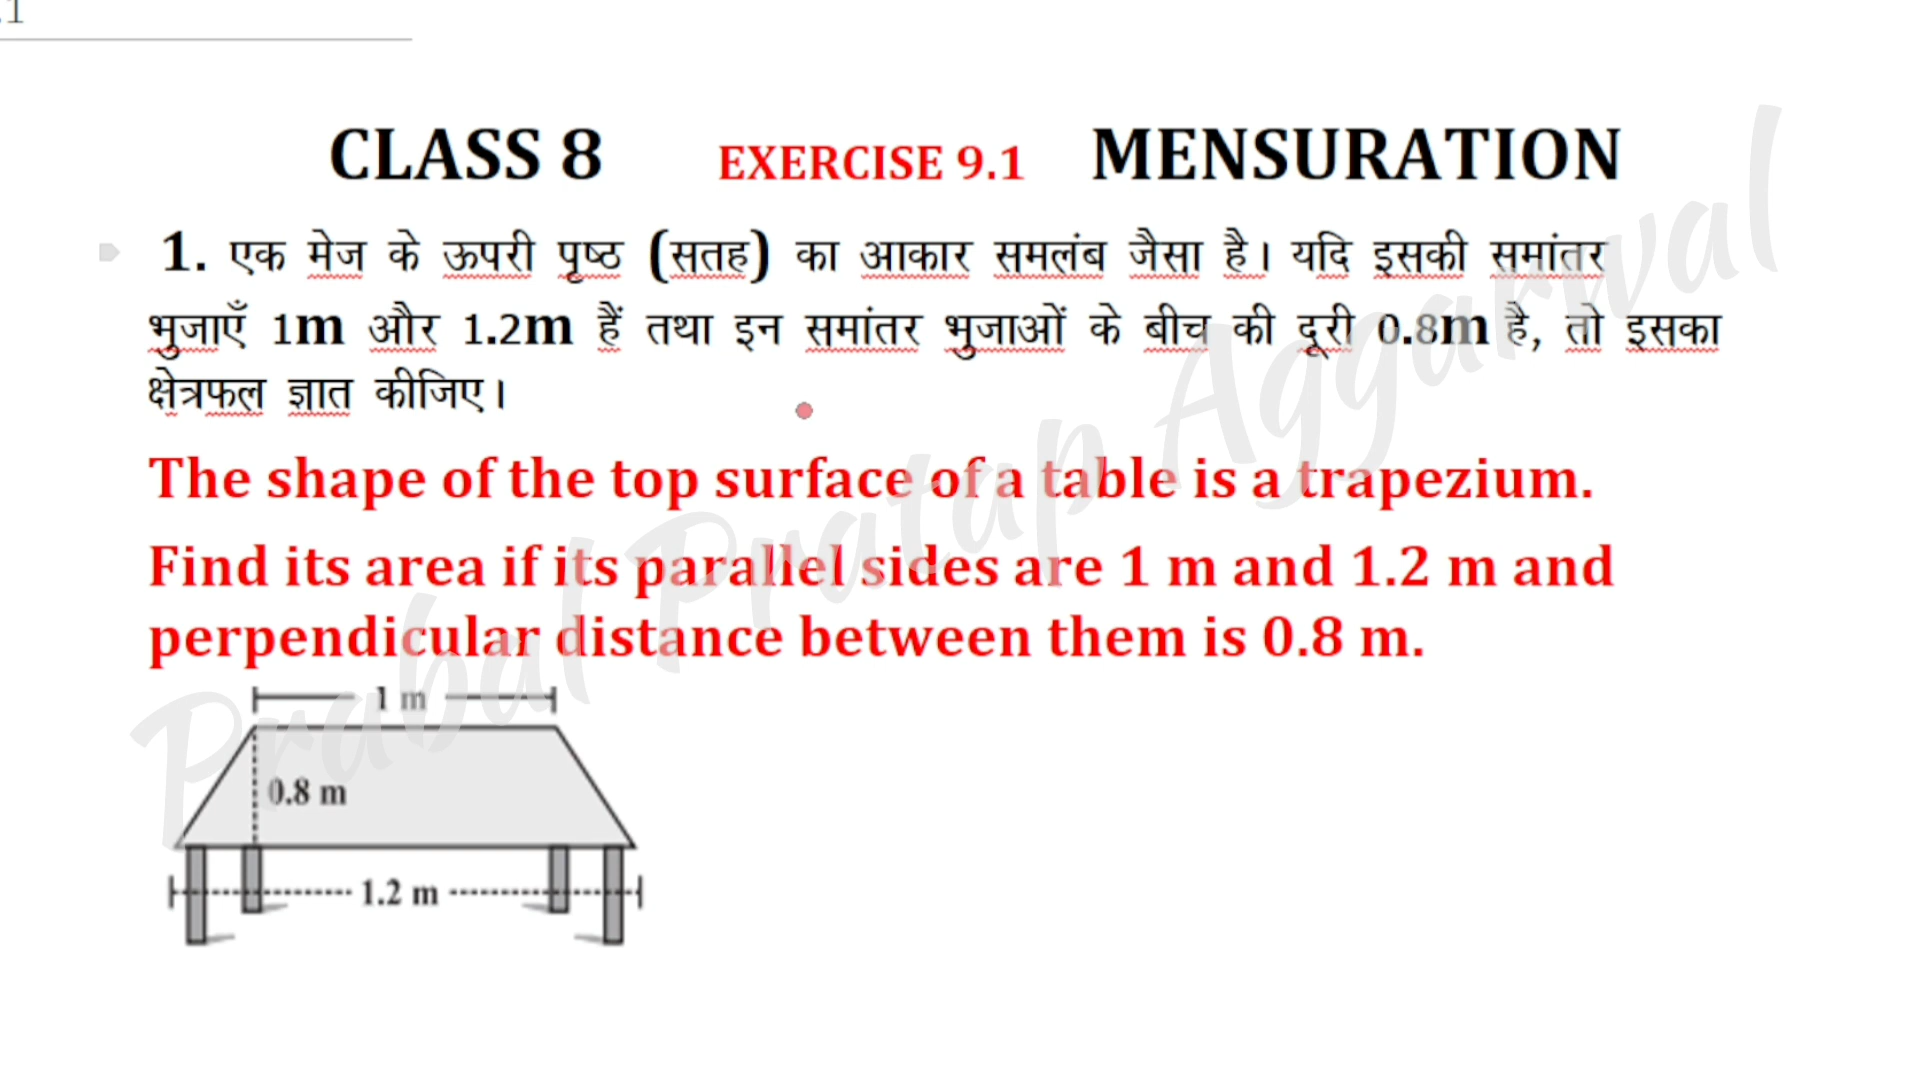 .1
CLASS 8 EXERCISE 9.1 MENSURATION
1. एक मेज के ऊपरी पृष्ठ (सतह) का आकार समलंब जैसा है। यदि इसकी समांतर
भुजाएँ 1m और 1.2m हैं तथा इन समांतर भुजाओं के बीच की दूरी 0.8m है, तो इसका
क्षेत्रफल ज्ञात कीजिए।
The shape of the top surface of a table is a trapezium.
Find its area if its parallel sides are 1 m and 1.2 m and
perpendicular distance between them is 0.8 m.
1 m
0.8 m
1.2 m
Prabal Pratap Aggarwal